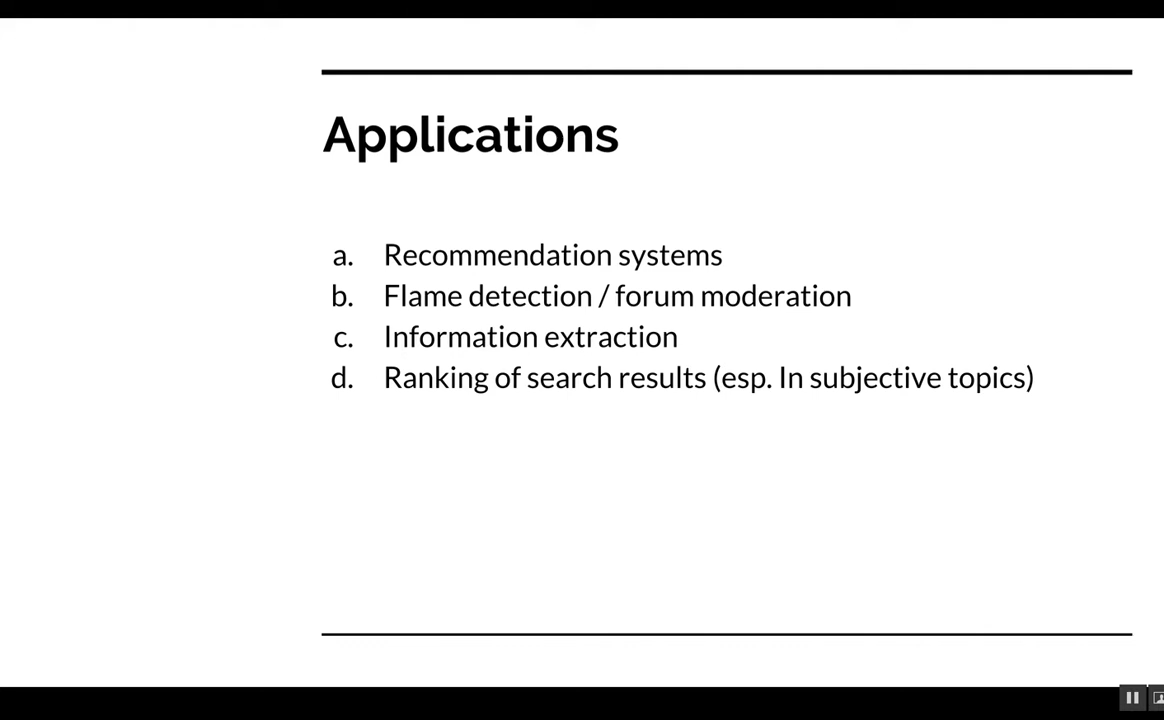 Applications
a. Recommendation systems
b. Flame detection / forum moderation
c. Information extraction
d. Ranking of search results (esp. In subjective topics)